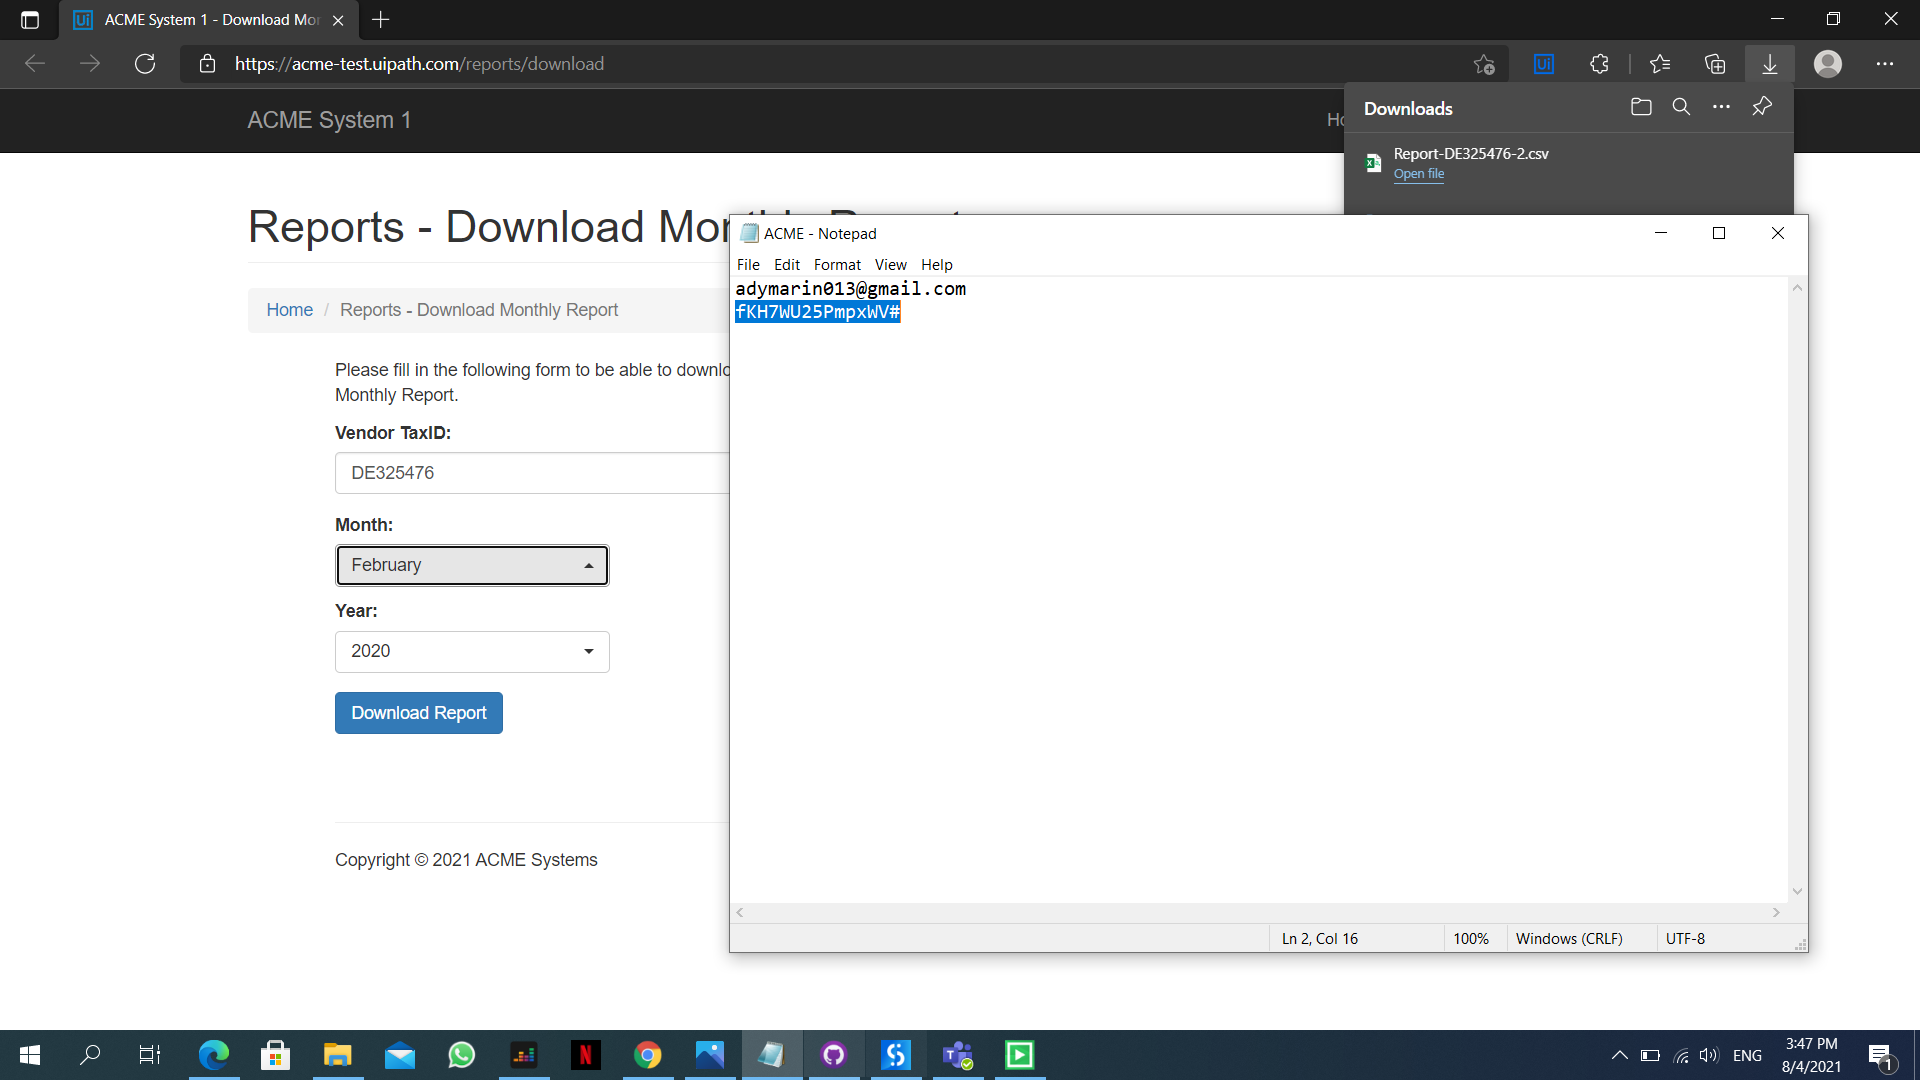 ACME System 1 - Download Mo
https://acme-test.uipath.com/reports/download
ACME System 1
Downloads
Report-DE325476-2.csv
Open file
Reports - Download
Home / Reports - Download Monthly Report
Please fill in the following form to be able to
Monthly Report.
Vendor TaxID:
DE325476
Month:
February
Year:
2020
Download Report
Copyright © 2021 ACME Systems
ACME - Notepad
File Edit Format View Help
adymarin013@gmail.com
fKH7WU25PmpxWV#
Ln 2, Col 16 100% Windows (CRLF) UTF-8
ENG
3:47 PM
8/4/2021
1